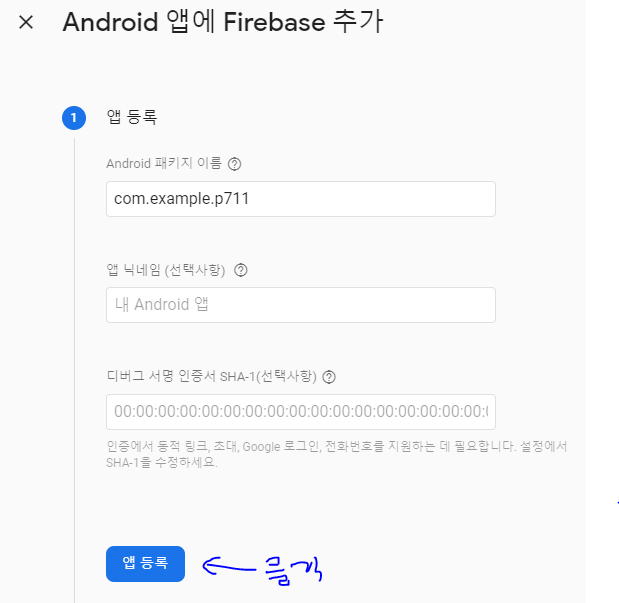 Android 앱에 Firebase 추가
1 앱 등록
Android 패키지 이름
com.example.p711
앱 닉네임 (선택사항)
내 Android 앱
디버그 서명 인증서 SHA-1(선택사항)
00:00:00:00:00:00:00:00:00:00:00:00:00:00:00:00:00:
인증에서 동적 링크, 초대, Google 로그인, 전화번호를 지원하는 데 필요합니다. 설정에서
SHA-1을 수정하세요.
앱 등록 클릭